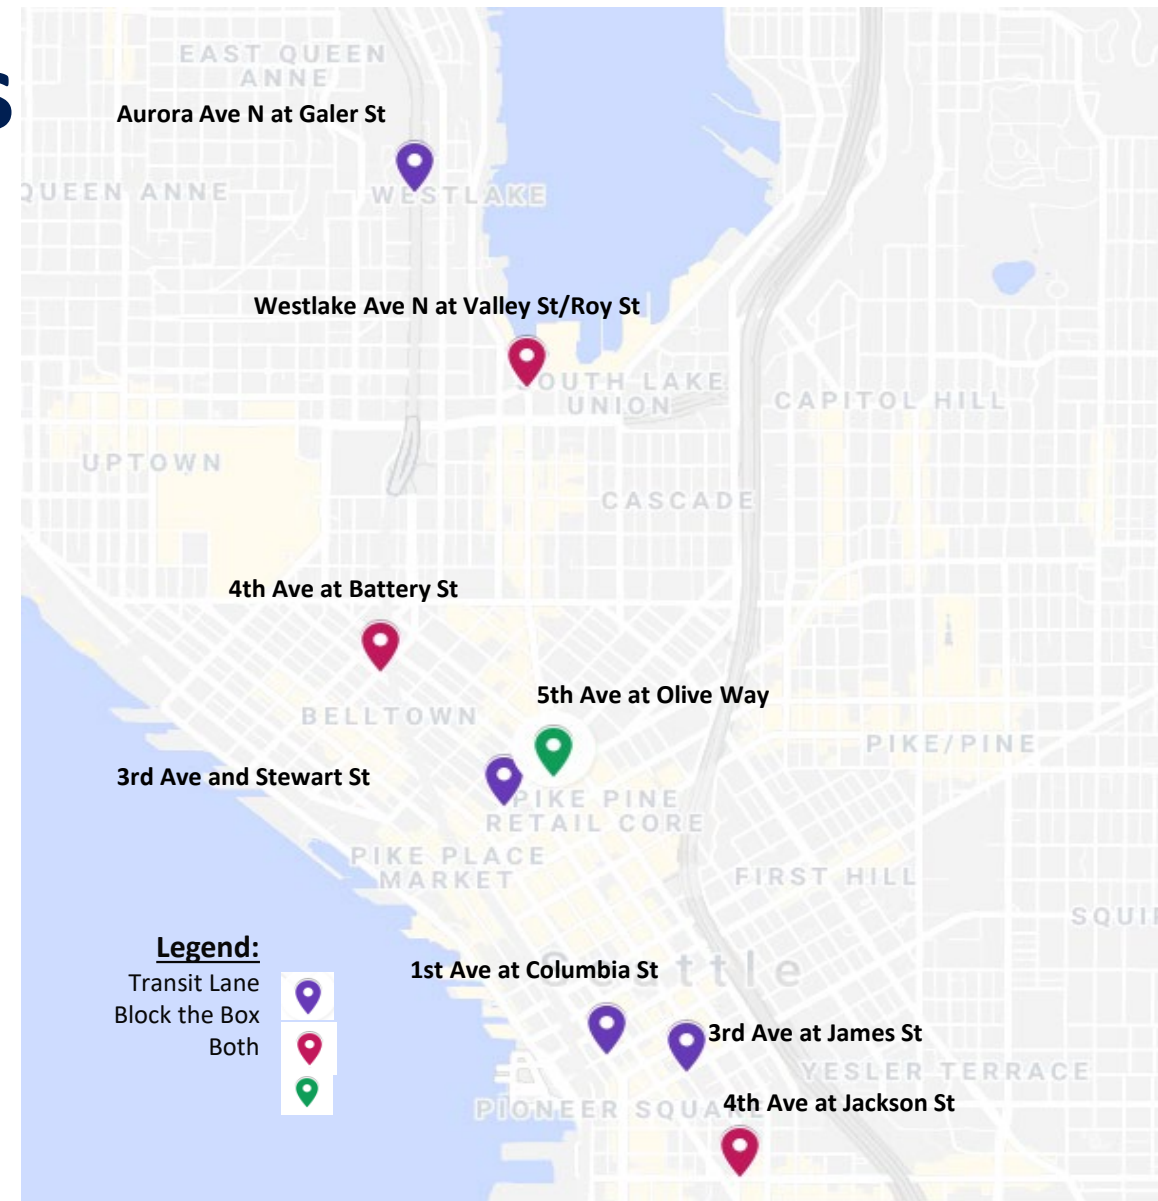 S
EAST QUEEN
ANNE
Aurora Ave N at Galer St
QUEEN ANNE
WESTLAKE
Westlake Ave N at Valley St/Roy St
SOUTH LAKE
UNION
CAPITOL HILL
UPTOWN
CASCADE
4th Ave at Battery St
5th Ave at Olive Way
BELLTOWN
PIKE/PINE
3rd Ave and Stewart St
PIKE PINE
RETAIL CORE
PIKE PLACE
MARKET
FIRST HILL
SQUI
Legend:
Transit Lane
Block the Box
Both
1st Ave at Columbia St
Seattle
3rd Ave at James St
YESLER TERRACE
PIONEER SQUARE
4th Ave at Jackson St